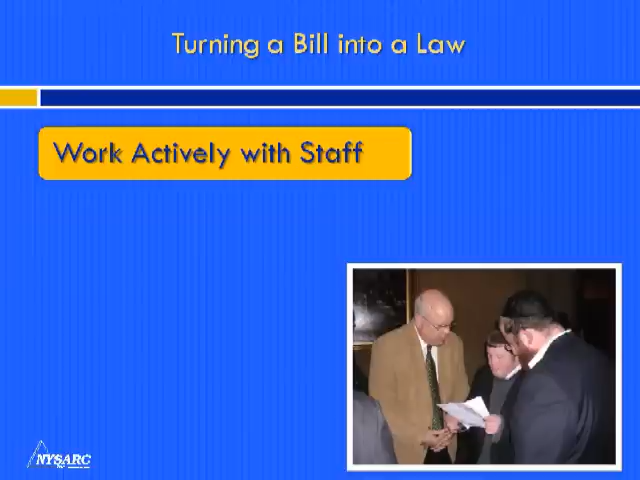 Turning a Bill into a Law
Work Actively with Staff
NYSARC